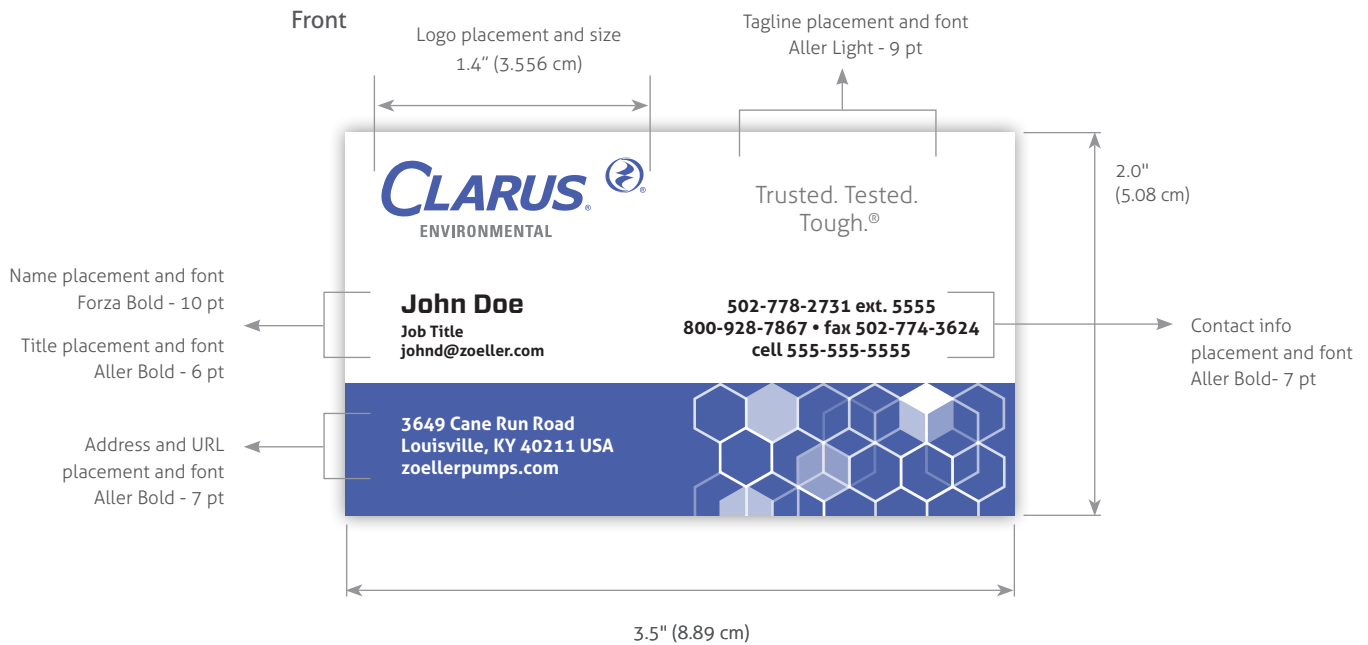 Front
Logo placement and size
1.4” (3.556 cm)
Tagline placement and font
Aller Light - 9 pt
CLARUS®
®
ENVIRONMENTAL
Trusted. Tested.
Tough.®
2.0"
(5.08 cm)
Name placement and font
Forza Bold - 10 pt
Title placement and font
Aller Bold - 6 pt
John Doe
Job Title
johnd@zoeller.com
502-778-2731 ext. 5555
800-928-7867 • fax 502-774-3624
cell 555-555-5555
Contact info
placement and font
Aller Bold- 7 pt
Address and URL
placement and font
Aller Bold - 7 pt
3649 Cane Run Road
Louisville, KY 40211 USA
zoellerpumps.com
3.5" (8.89 cm)